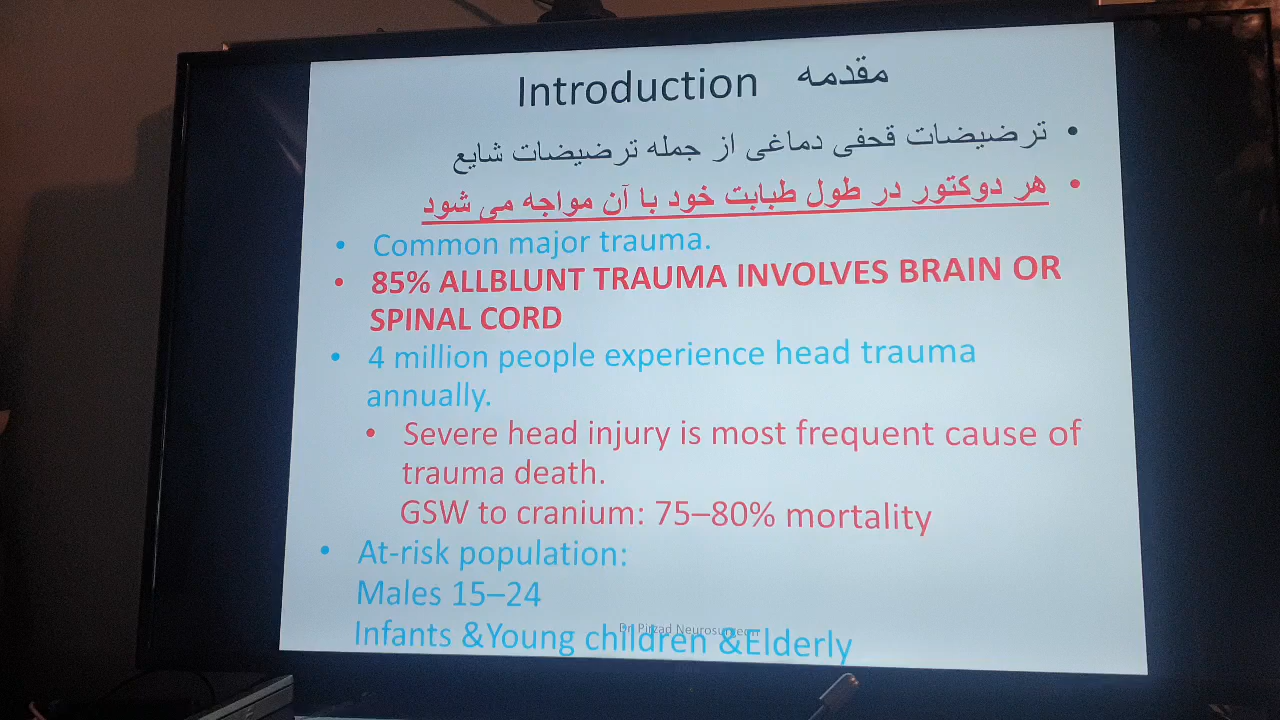 Introduction مقدمه
• ترضیضات قحفی دماغی از جمله ترضیضات شایع
• هر دوکتور در طول طبابت خود با آن مواجه می شود
• Common major trauma.
• 85% ALLBLUNT TRAUMA INVOLVES BRAIN OR
SPINAL CORD
• 4 million people experience head trauma
annually.
• Severe head injury is most frequent cause of
trauma death.
GSW to cranium: 75–80% mortality
• At-risk population:
Males 15–24
Dr Pirzad Neurosurgeon
Infants &Young children &Elderly